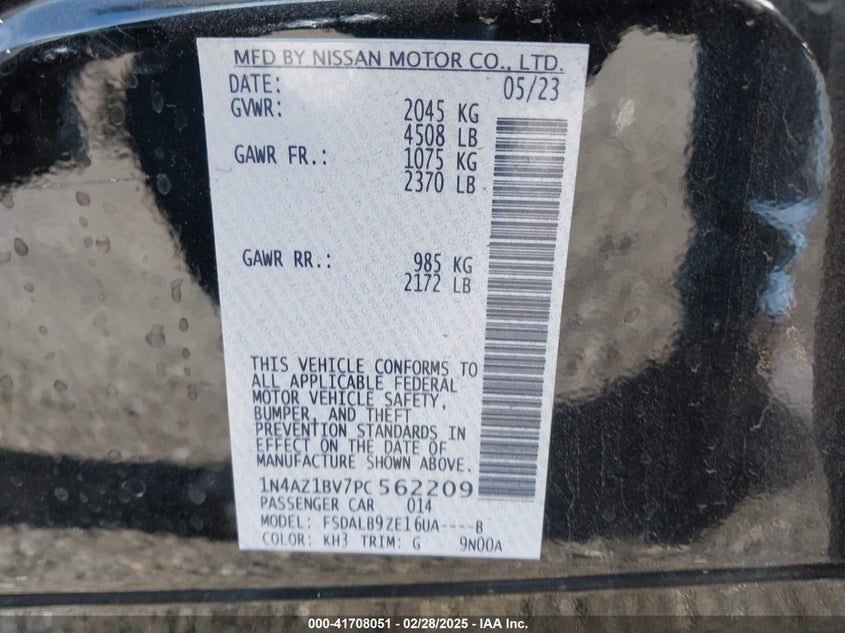 MFD BY NISSAN MOTOR CO., LTD.
DATE: 05/23
GVWR: 2045 KG
4508 LB
GAWR FR.: 1075 KG
2370 LB
GAWR RR.: 985 KG
2172 LB
THIS VEHICLE CONFORMS TO
ALL APPLICABLE FEDERAL
MOTOR VEHICLE SAFETY,
BUMPER, AND THEFT
PREVENTION STANDARDS IN
EFFECT ON THE DATE OF
MANUFACTURE SHOWN ABOVE.
1N4AZ1BV7PC562209
PASSENGER CAR 014
MODEL: FSDALB9ZE16UA----B
COLOR: KH3 TRIM: G 9N00A
000-41708051 / 02/28/2025 - IAA Inc.